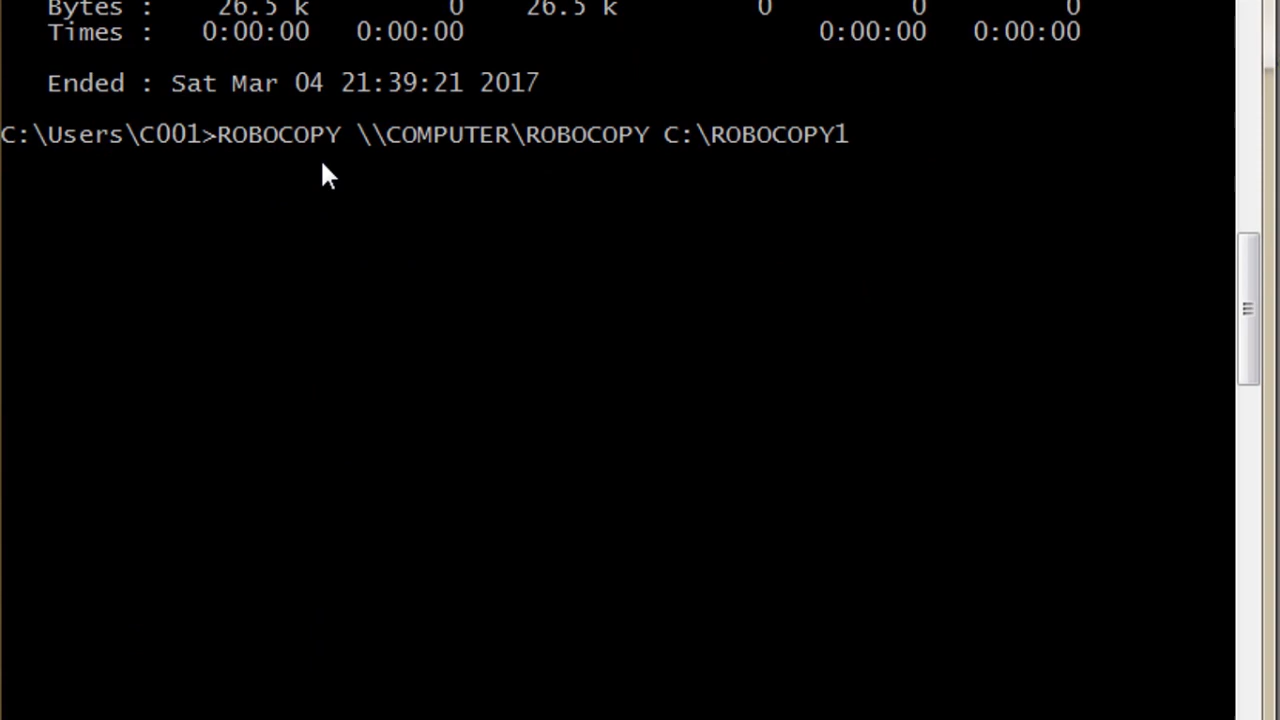 Bytes : 26.5 k 0 26.5 k 0 0 0
Times : 0:00:00 0:00:00 0:00:00 0:00:00
Ended : Sat Mar 04 21:39:21 2017
C:\Users\C001>ROBOCOPY \\COMPUTER\ROBOCOPY C:\ROBOCOPY1